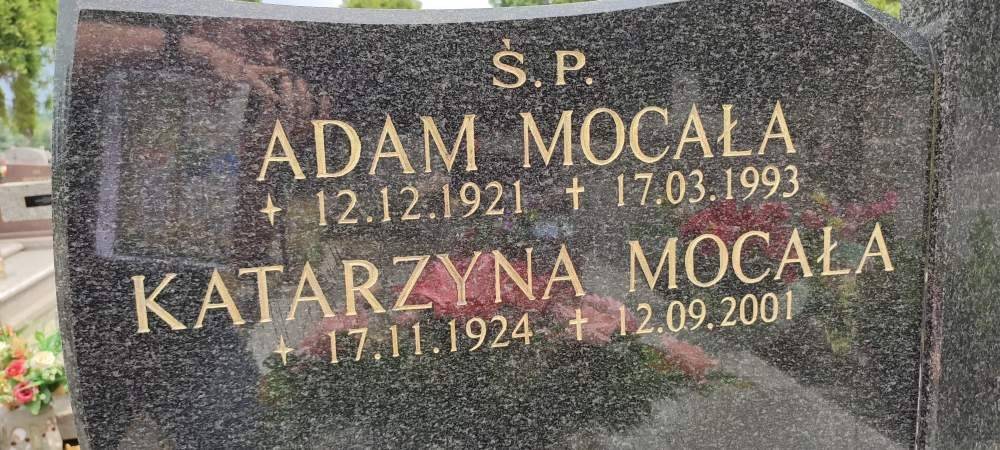 Ś.P.
ADAM MOCAŁA
✦ 12.12.1921 ✝ 17.03.1993
KATARZYNA MOCAŁA
✦ 17.11.1924 ✝ 12.09.2001